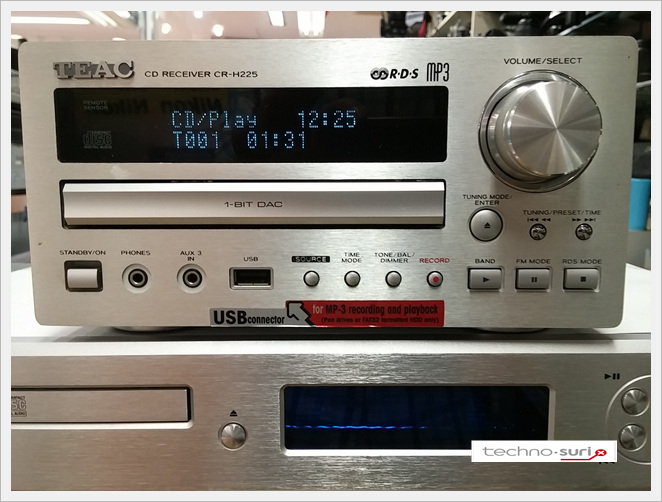 VOLUME/SELECT
TEAC CD RECEIVER CR-H225 R·D·S MP3
REMOTE SENSOR
CD/Play 12:25
T001 01:31
1-BIT DAC
TUNING MODE/
ENTER
TUNING/PRESET/TIME
STANDBY/ON PHONES AUX 3 IN USB SOURCE TIME MODE TONE/BAL/DIMMER RECORD BAND FM MODE RDS MODE
USB connector for MP-3 recording and playback
techno-suri